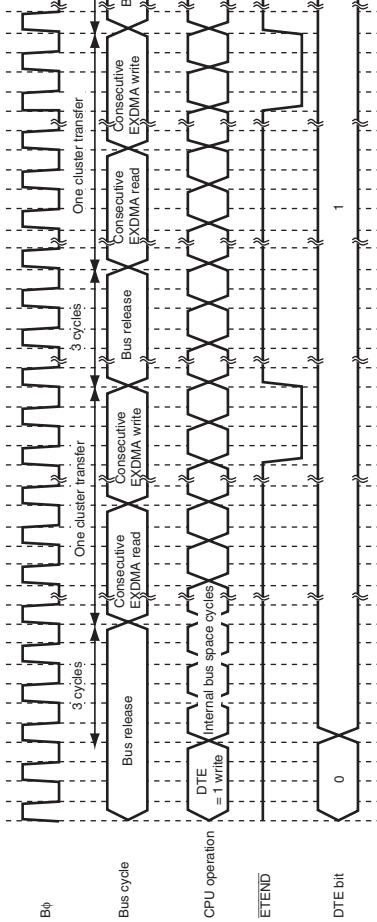 Bφ
3 cycles
One cluster transfer
3 cycles
One cluster transfer
Bus cycle
Bus release
Consecutive
EXDMA read
Consecutive
EXDMA write
Bus release
Consecutive
EXDMA read
Consecutive
EXDMA write
B
CPU operation
DTE
= 1 write
Internal bus space cycles
ETEND
DTE bit
0
1